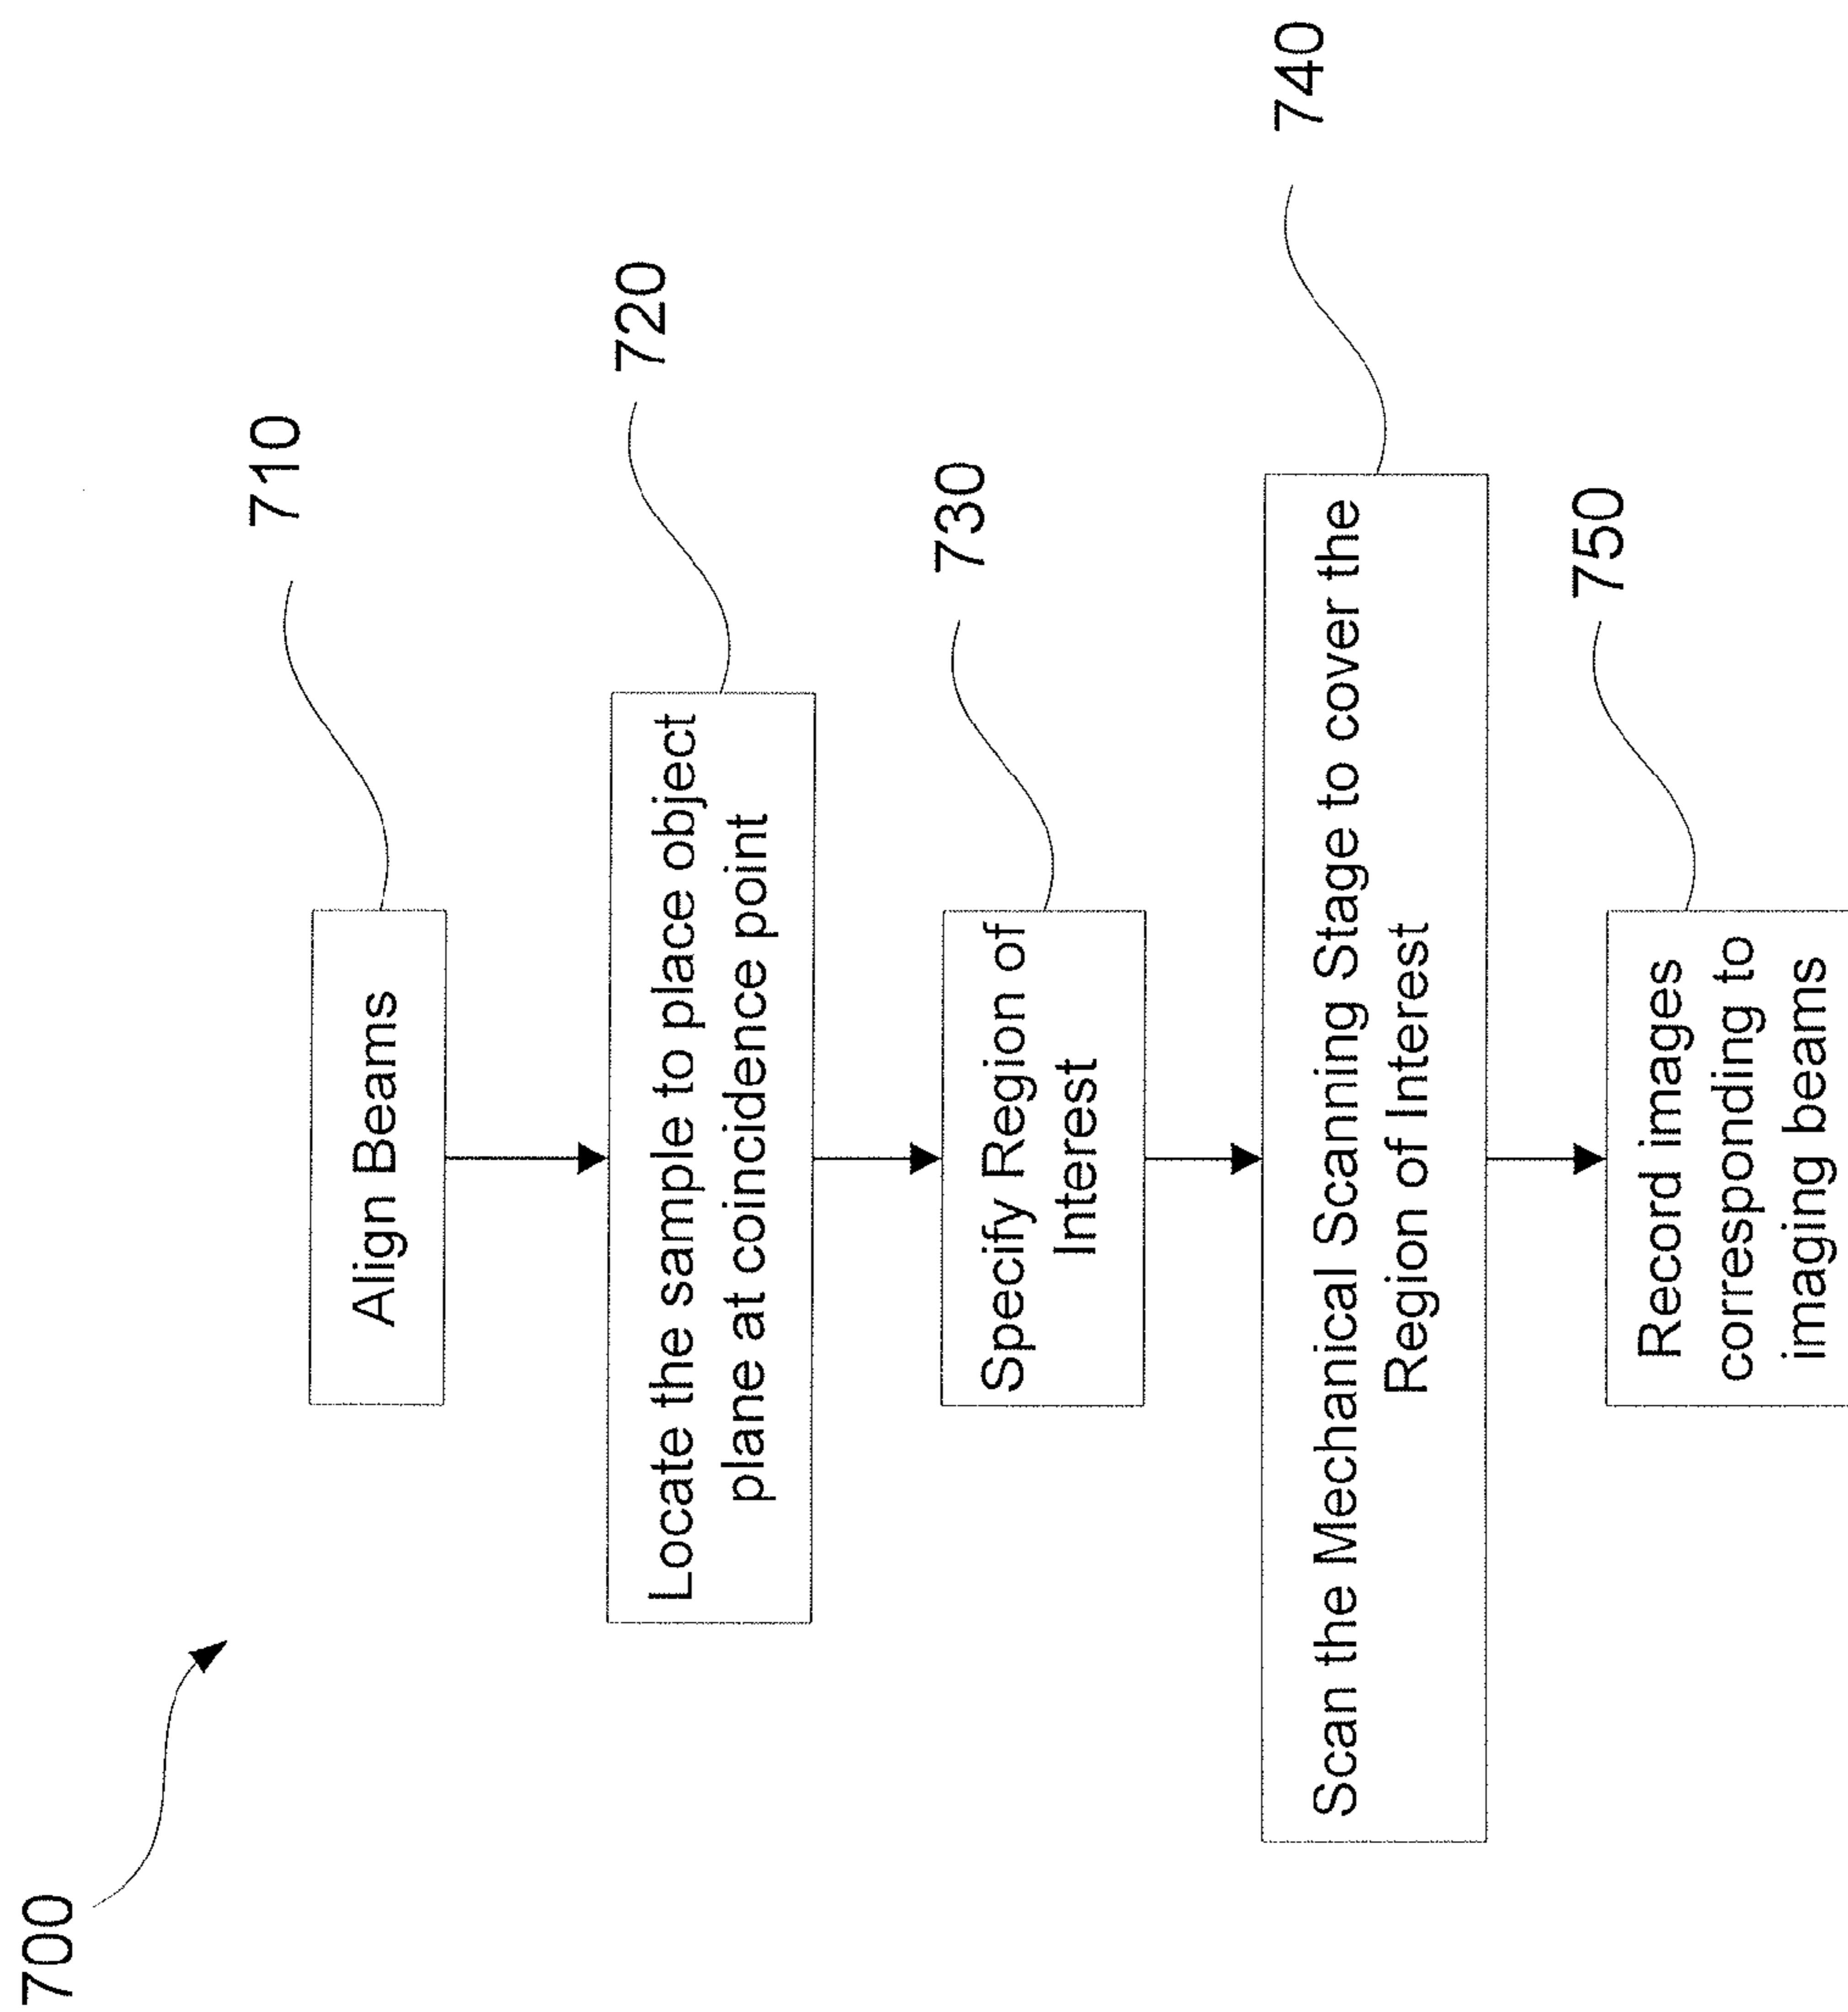 700
710
Align Beams
720
Locate the sample to place object
plane at coincidence point
730
Specify Region of
Interest
740
Scan the Mechanical Scanning Stage to cover the
Region of Interest
750
Record images
corresponding to
imaging beams